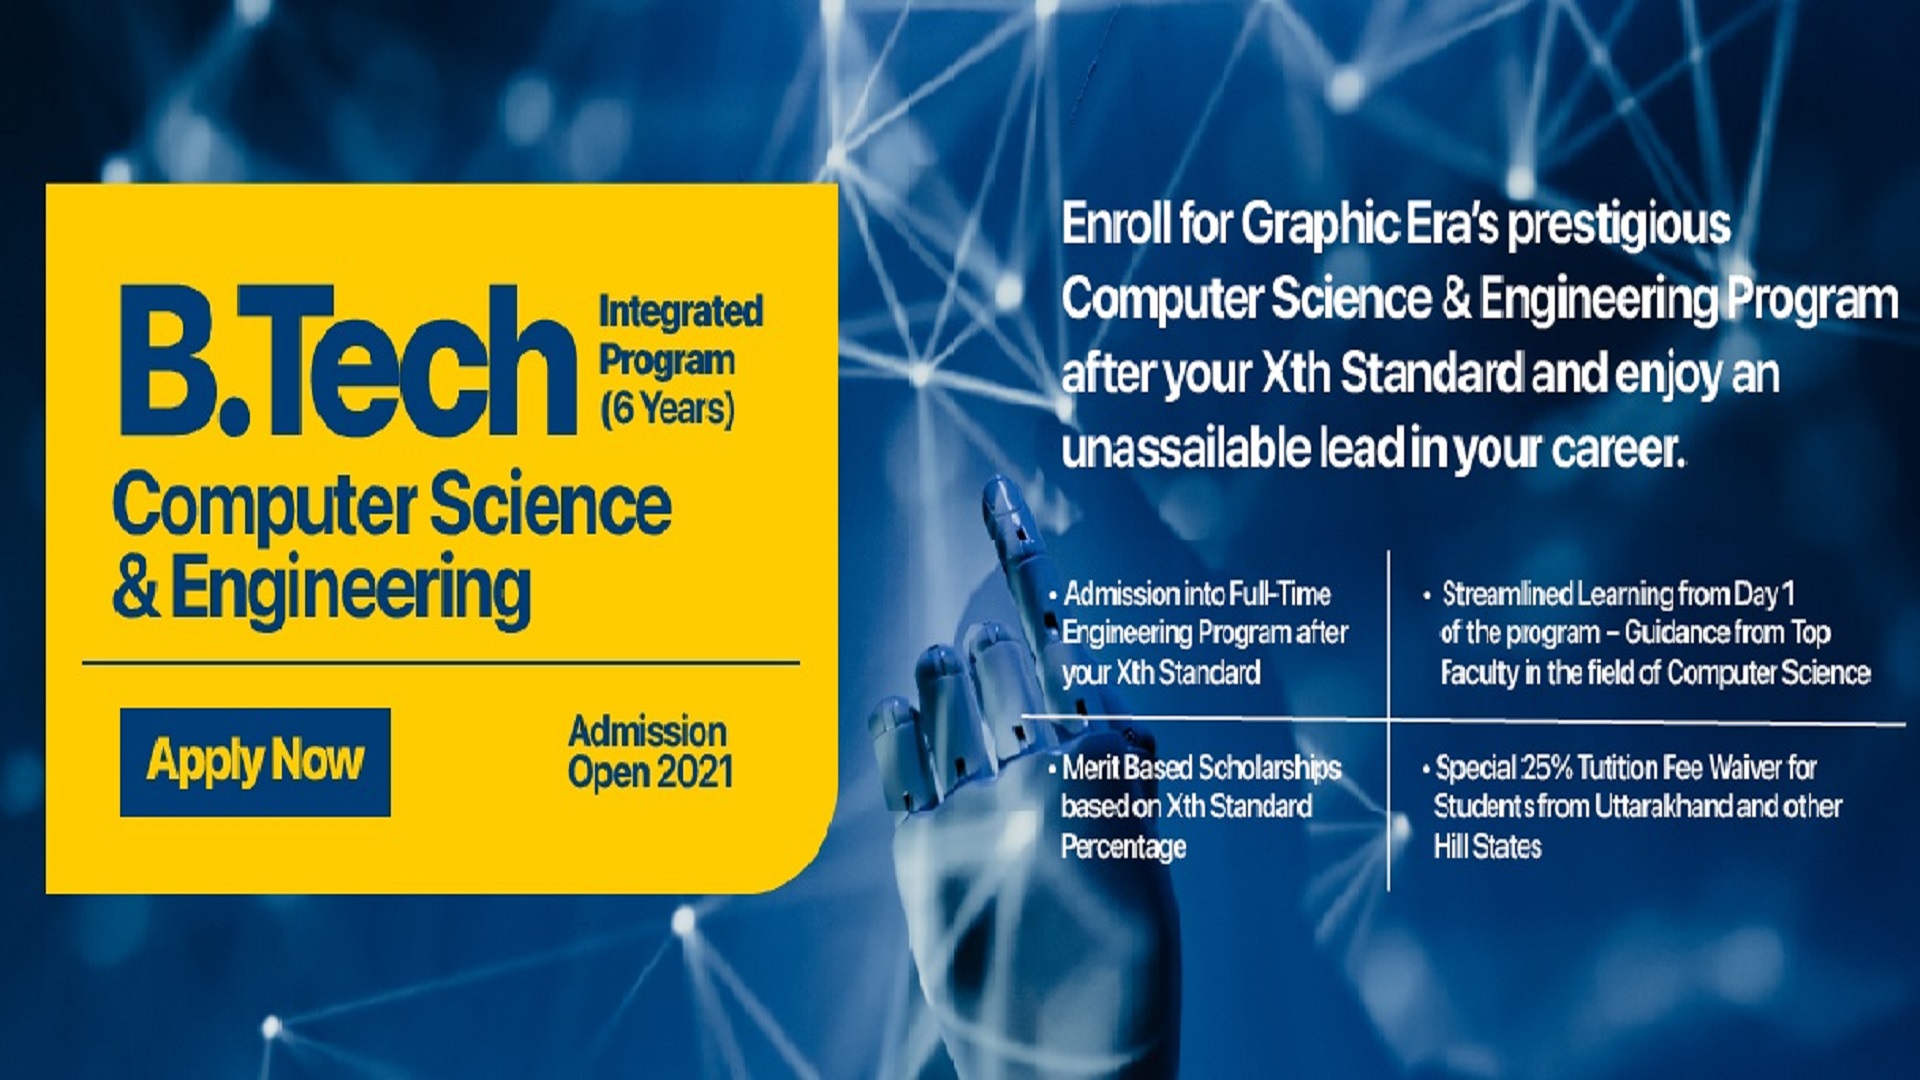 B.Tech
Integrated
Program
(6 Years)
Computer Science
& Engineering
Apply Now
Admission
Open 2021
Enroll for Graphic Era's prestigious
Computer Science & Engineering Program
after your Xth Standard and enjoy an
unassailable lead in your career.
• Admission into Full-Time
Engineering Program after
your Xth Standard
• Streamlined Learning from Day 1
of the program – Guidance from Top
Faculty in the field of Computer Science
• Merit Based Scholarships
based on Xth Standard
Percentage
• Special 25% Tutition Fee Waiver for
Students from Uttarakhand and other
Hill States